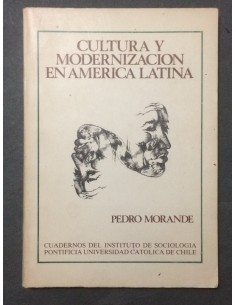 CULTURA Y
MODERNIZACION
EN AMERICA LATINA
PEDRO MORANDE
CUADERNOS DEL INSTITUTO DE SOCIOLOGIA
PONTIFICIA UNIVERSIDAD CATOLICA DE CHILE